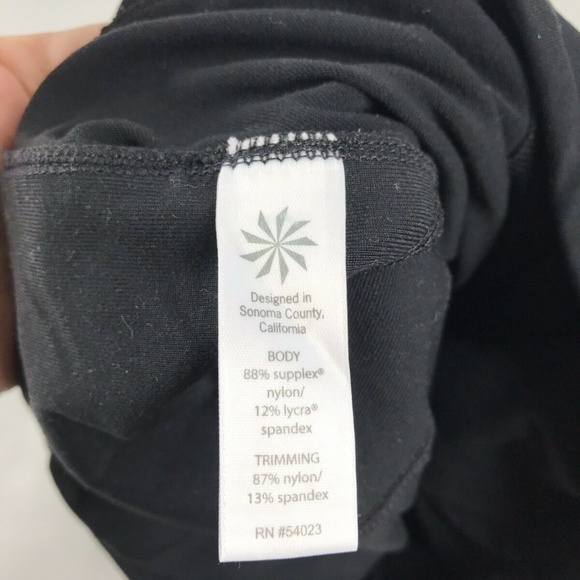 Designed in
Sonoma County,
California
BODY
88% supplex®
nylon/
12% lycra®
spandex
TRIMMING
87% nylon/
13% spandex
RN #54023